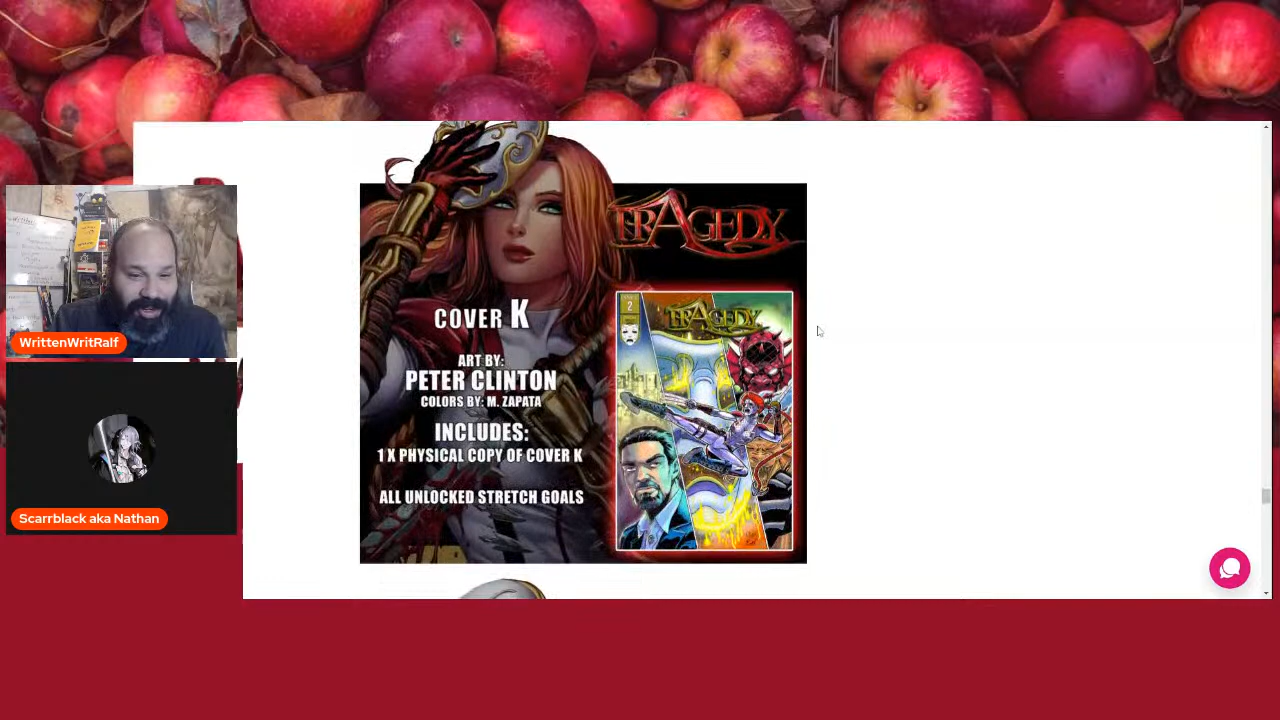 TRAGEDY
COVER K
ART BY:
PETER CLINTON
COLORS BY: M. ZAPATA
INCLUDES:
1 X PHYSICAL COPY OF COVER K
ALL UNLOCKED STRETCH GOALS
2
TRAGEDY
WrittenWritRalf
Scarrblack aka Nathan